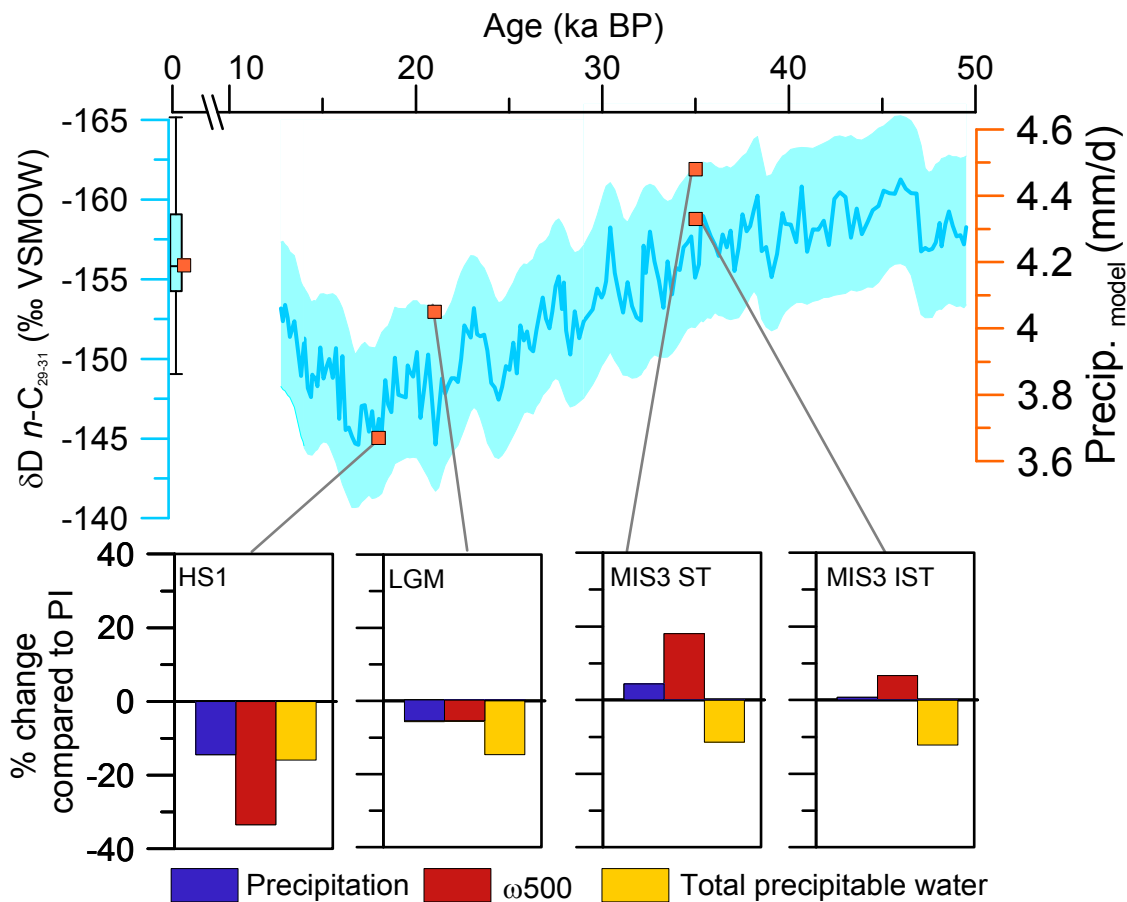 Age (ka BP)
0 10 20 30 40 50
δD n-C29-31 (‰ VSMOW)
-165
-160
-155
-150
-145
-140
Precip. model (mm/d)
4.6
4.4
4.2
4
3.8
3.6
% change
compared to PI
40
20
0
-20
-40
HS1
LGM
MIS3 ST
MIS3 IST
Precipitation ω500 Total precipitable water